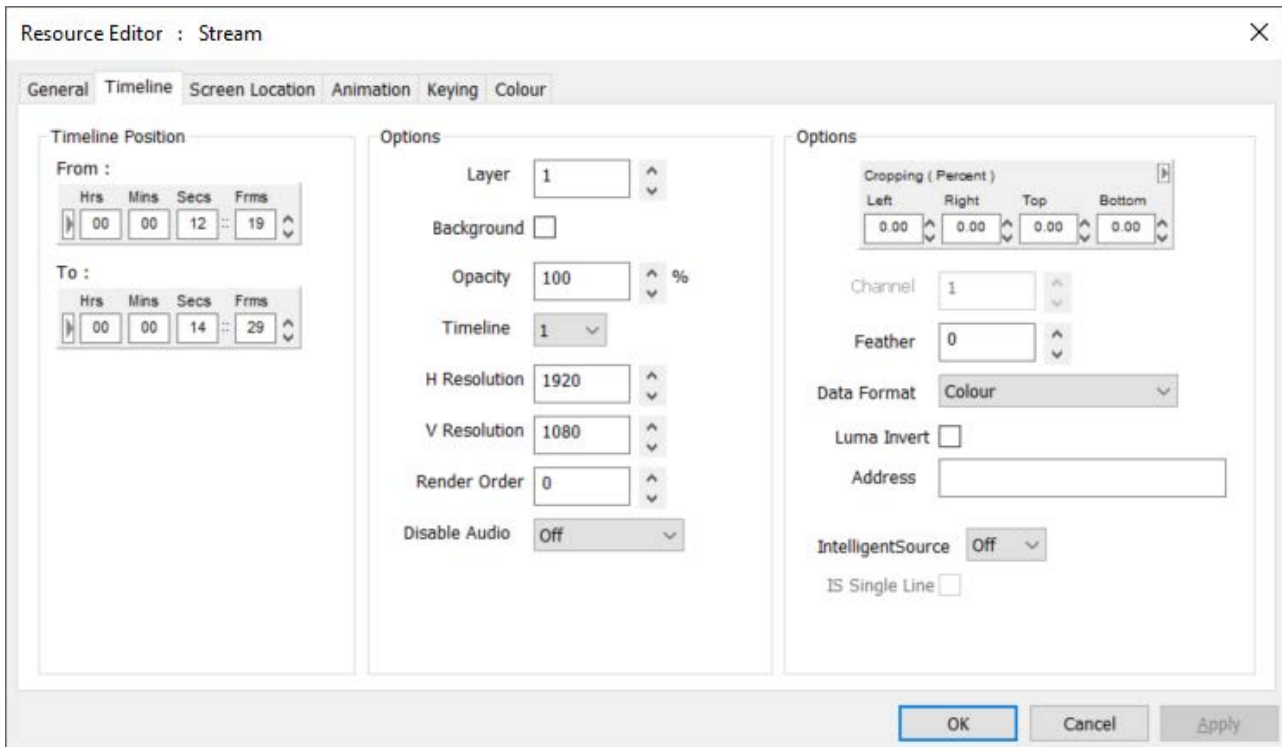 Resource Editor : Stream
General Timeline Screen Location Animation Keying Colour
Timeline Position
From :
Hrs Mins Secs Frms
00 00 12 :: 19
To :
Hrs Mins Secs Frms
00 00 14 :: 29
Options
Layer 1
Background
Opacity 100 %
Timeline 1
H Resolution 1920
V Resolution 1080
Render Order 0
Disable Audio Off
Options
Cropping ( Percent )
Left Right Top Bottom
0.00 0.00 0.00 0.00
Channel 1
Feather 0
Data Format Colour
Luma Invert
Address
IntelligentSource Off
IS Single Line
OK Cancel Apply